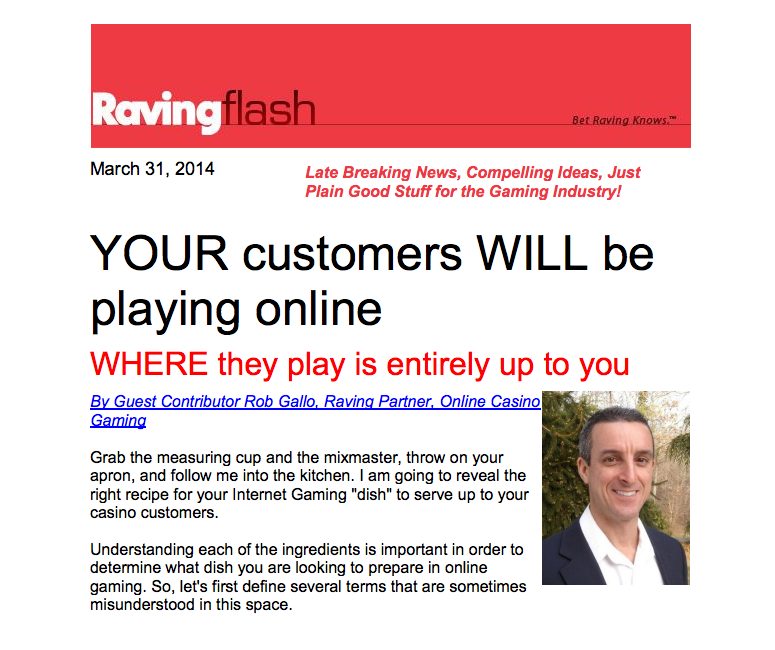 Ravingflash
Bet Raving Knows.™
March 31, 2014
Late Breaking News, Compelling Ideas, Just
Plain Good Stuff for the Gaming Industry!
YOUR customers WILL be
playing online
WHERE they play is entirely up to you
By Guest Contributor Rob Gallo, Raving Partner, Online Casino
Gaming
Grab the measuring cup and the mixmaster, throw on your
apron, and follow me into the kitchen. I am going to reveal the
right recipe for your Internet Gaming "dish" to serve up to your
casino customers.
Understanding each of the ingredients is important in order to
determine what dish you are looking to prepare in online
gaming. So, let's first define several terms that are sometimes
misunderstood in this space.